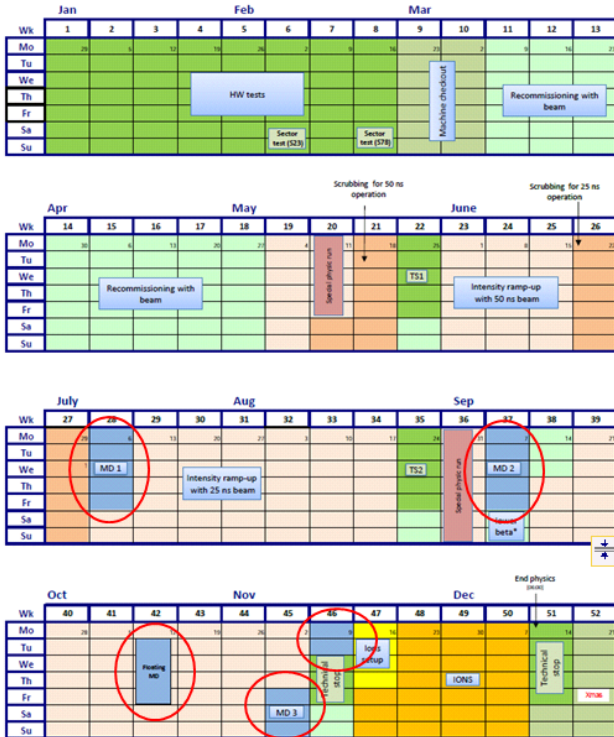 Jan Feb Mar
Wk 1 2 3 4 5 6 7 8 9 10 11 12 13
Mo 29 5 12 19 26 2 9 16 23 2 9 16 23
Tu
We
Th
Fr
Sa
Su
HW tests
Sector
test (S23)
Sector
test (S78)
Machine checkout
Recommissioning with
beam
Scrubbing for 50 ns
operation
Scrubbing for 25 ns
operation
Apr May June
Wk 14 15 16 17 18 19 20 21 22 23 24 25 26
Mo 30 6 13 20 27 4 11 18 25 1 8 15 22
Tu
We
Th
Fr
Sa
Su
Recommissioning with
beam
Special physic run
TS1
Intensity ramp-up
with 50 ns beam
July Aug Sep
Wk 27 28 29 30 31 32 33 34 35 36 37 38 39
Mo 29 6 13 20 27 3 10 17 24 31 7 14 21
Tu
We 1
Th
Fr
Sa
Su
MD 1
Intensity ramp-up
with 25 ns beam
TS2
Special physic run
MD 2
lower
beta*
End physics
[06:00]
Oct Nov Dec
Wk 40 41 42 43 44 45 46 47 48 49 50 51 52
Mo 28 5 12 19 26 2 9 16 23 30 7 14 21
Tu
We
Th
Fr
Sa
Su
Floating
MD
MD 3
Technical
stop
Ions
setup
IONS
Technical
stop
Xmas